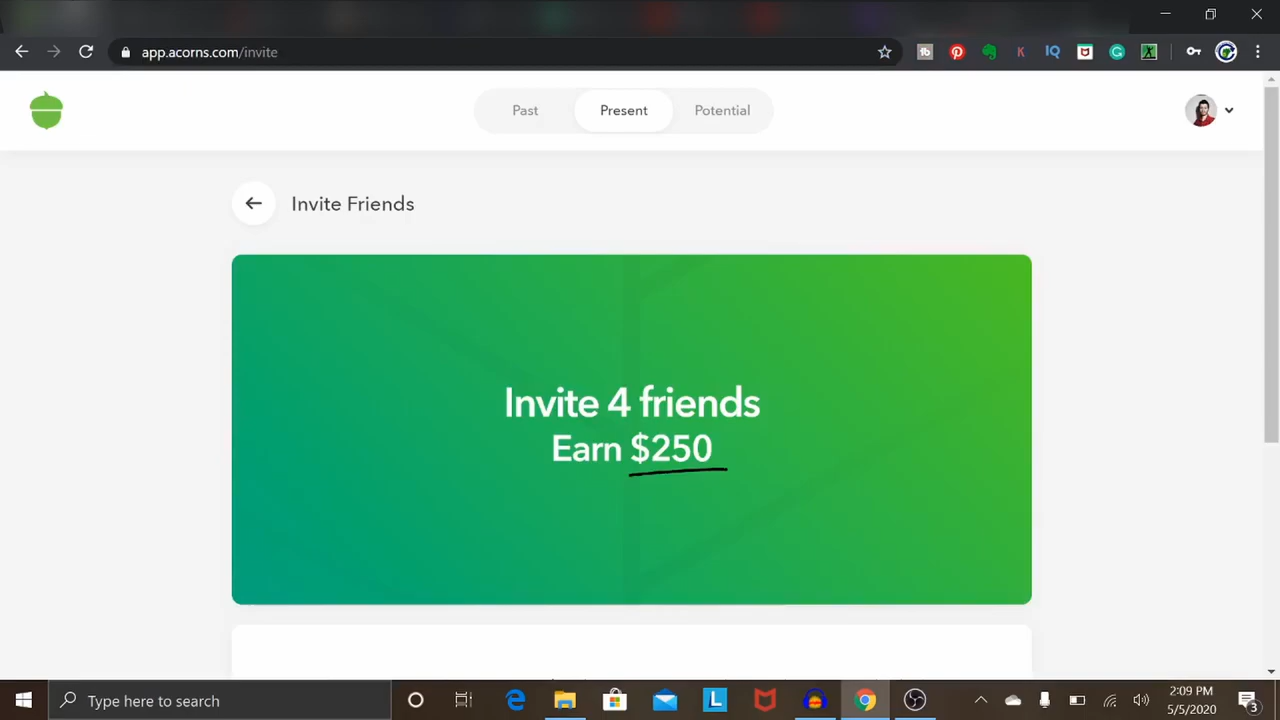 app.acorns.com/invite
Past
Present
Potential
Invite Friends
Invite 4 friends
Earn $250
Type here to search
2:09 PM
5/5/2020
3